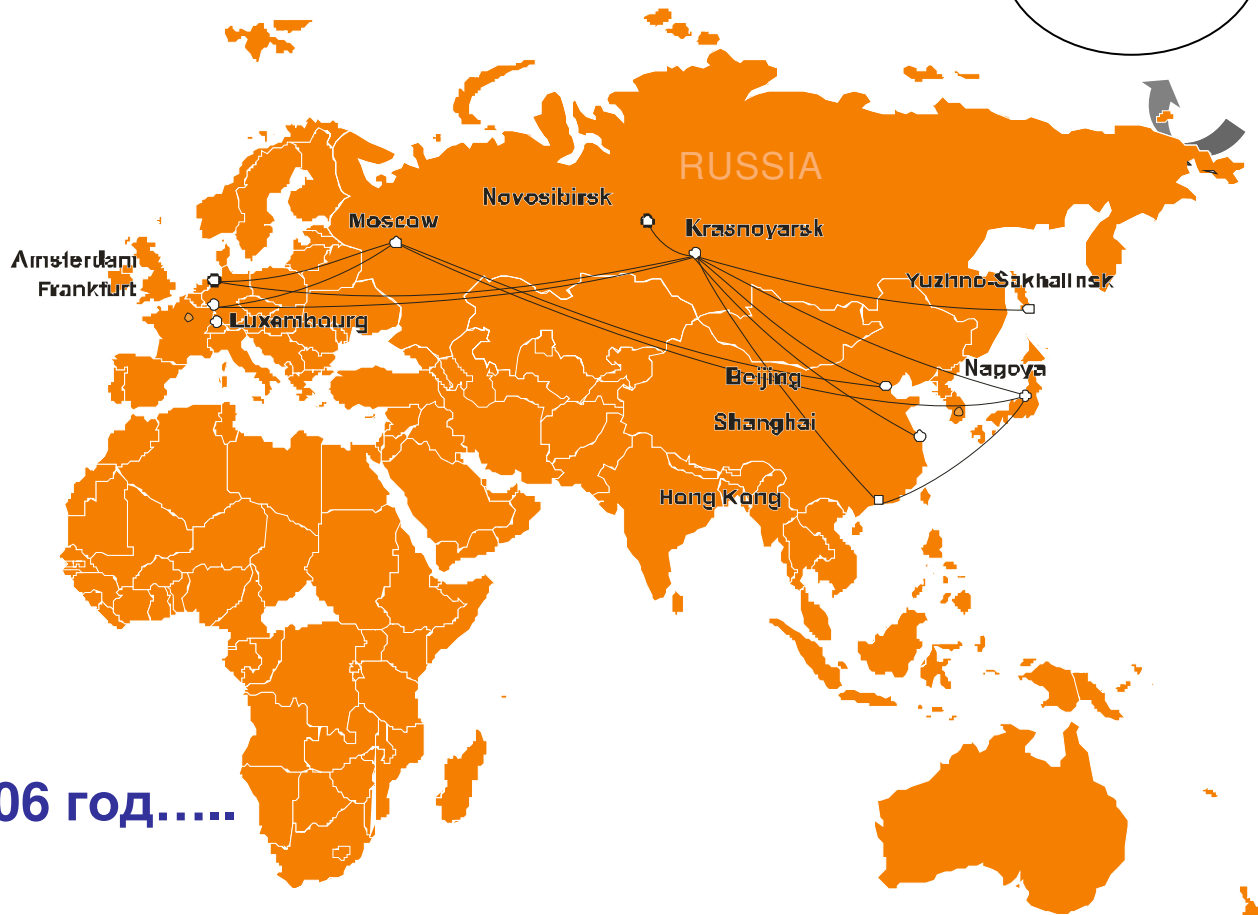 RUSSIA
Novosibirsk
Moscow
Krasnoyarsk
Amsterdam
Frankfurt
Yuzhno-Sakhalinsk
Luxembourg
Nagoya
Beijing
Shanghai
Hong Kong
06 год.....